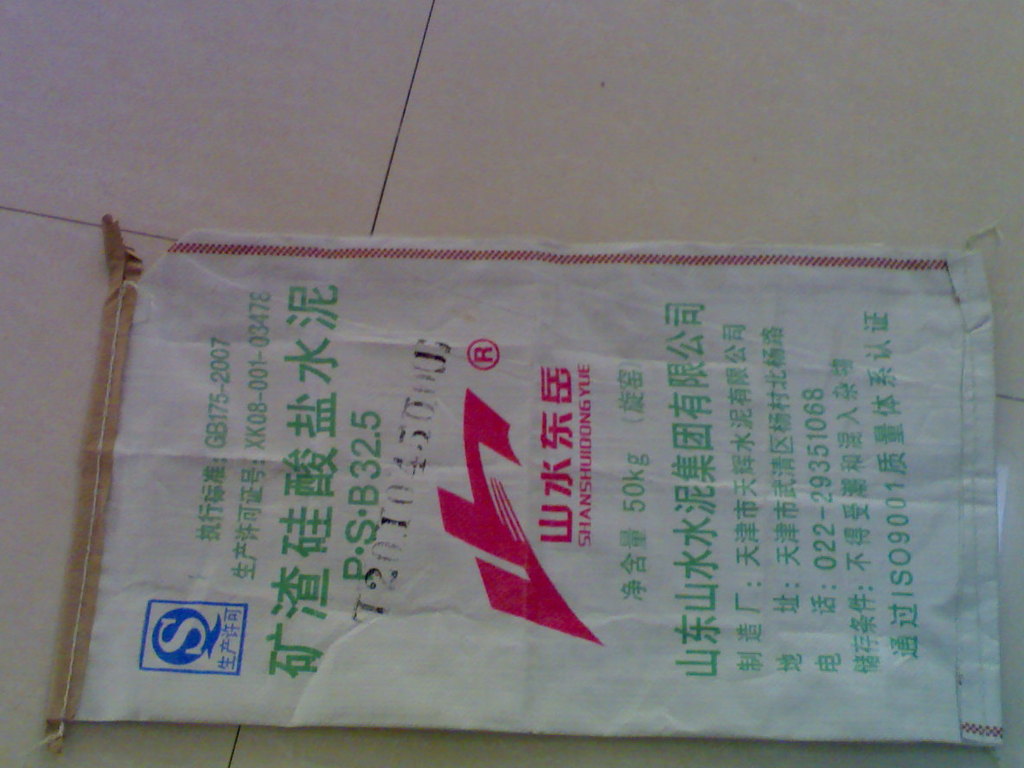 生产许可
执行标准:GB175-2007
生产许可证号:XK08-001-03478
矿渣硅酸盐水泥
P·S·B32.5
®
山水东岳
SHANSHUIDONGYUE
净含量 50kg (旋窑)
山东山水水泥集团有限公司
制造厂:天津市天辉水泥有限公司
地址:天津市武清区杨村北杨路
电话:022-29351068
储存条件:不得受潮和混入杂物
通过ISO9001质量体系认证